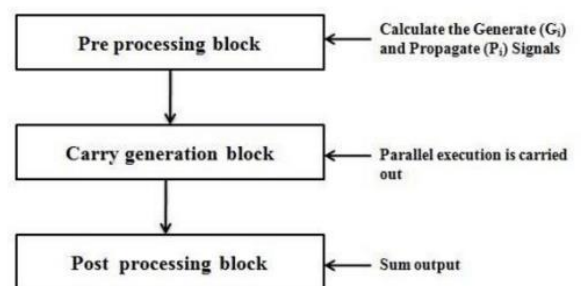 Pre processing block
Calculate the Generate (Gi)
and Propagate (Pi) Signals
Carry generation block
Parallel execution is carried
out
Post processing block
Sum output